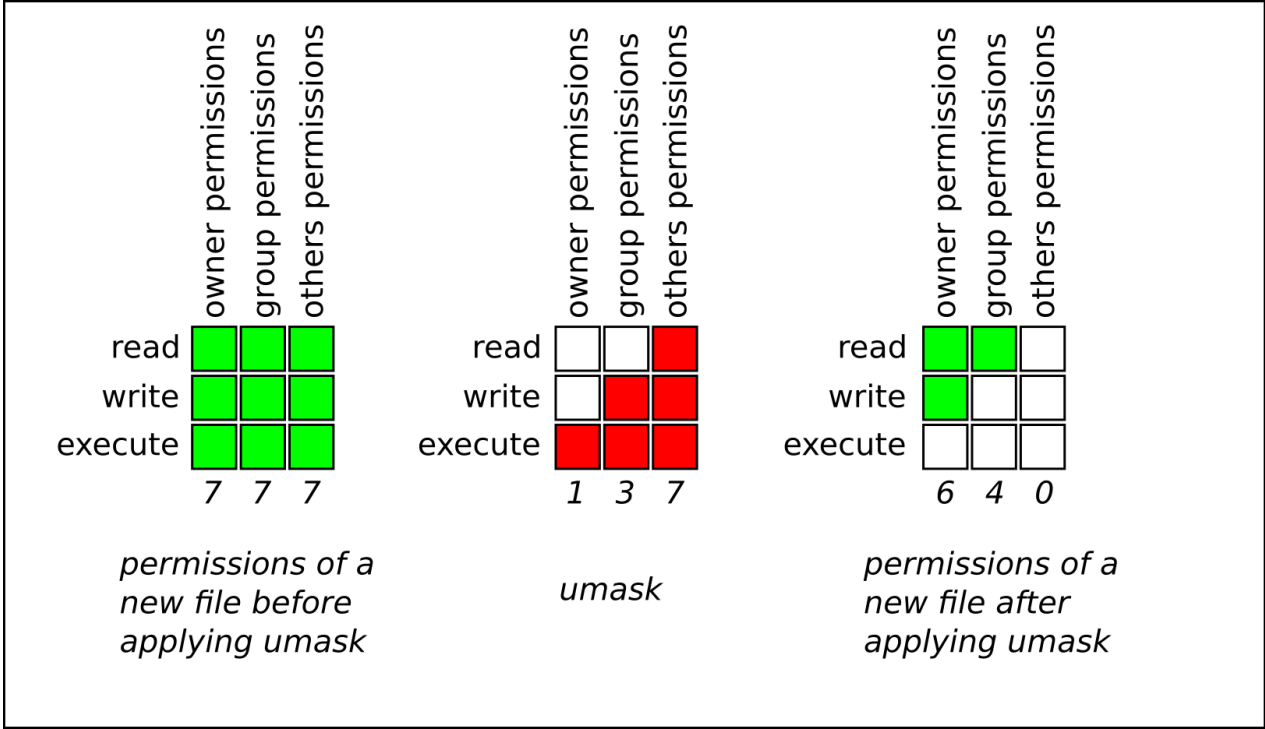 owner permissions
group permissions
others permissions
read
write
execute
7 7 7
permissions of a
new file before
applying umask
owner permissions
group permissions
others permissions
read
write
execute
1 3 7
umask
owner permissions
group permissions
others permissions
read
write
execute
6 4 0
permissions of a
new file after
applying umask